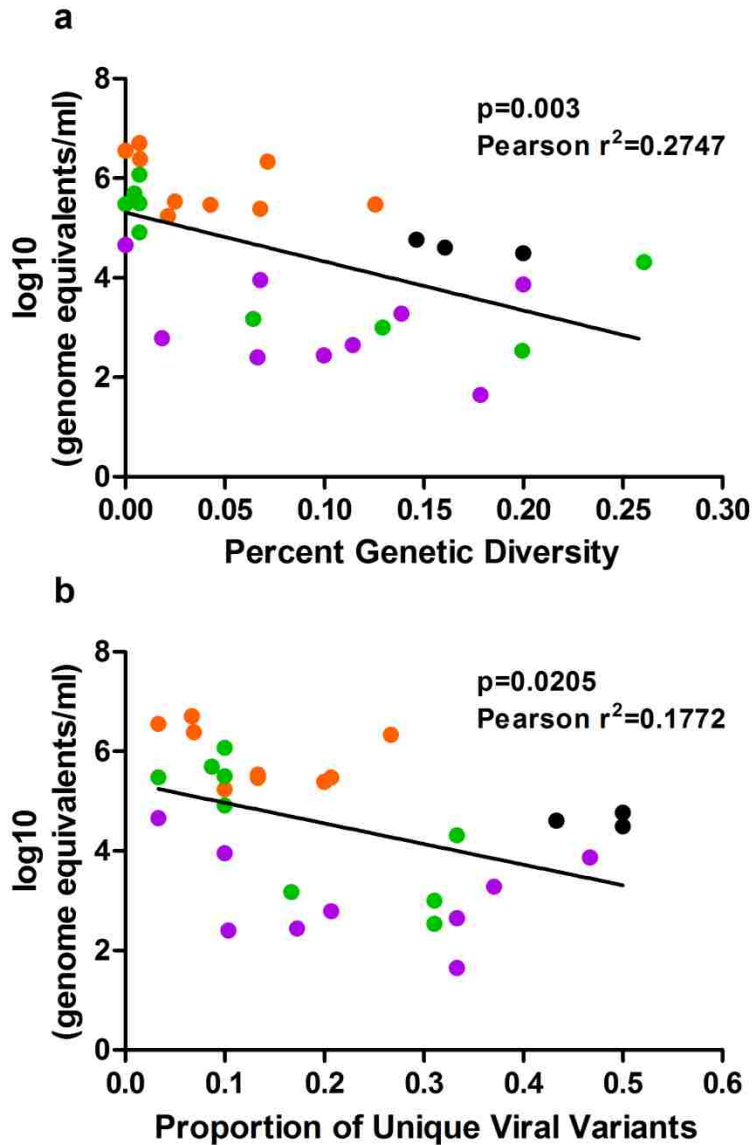 a
p=0.003
Pearson r²=0.2747
log10
(genome equivalents/ml)
8
6
4
2
0
0.00 0.05 0.10 0.15 0.20 0.25 0.30
Percent Genetic Diversity
b
p=0.0205
Pearson r²=0.1772
log10
(genome equivalents/ml)
8
6
4
2
0
0.0 0.1 0.2 0.3 0.4 0.5 0.6
Proportion of Unique Viral Variants